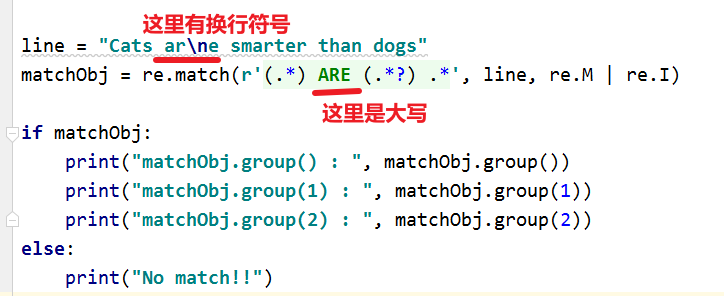 这里有换行符号
line = "Cats ar\ne smarter than dogs"
matchObj = re.match(r'(.*) ARE (.*?) .*', line, re.M | re.I)
这里是大写
if matchObj:
    print("matchObj.group() : ", matchObj.group())
    print("matchObj.group(1) : ", matchObj.group(1))
    print("matchObj.group(2) : ", matchObj.group(2))
else:
    print("No match!!")